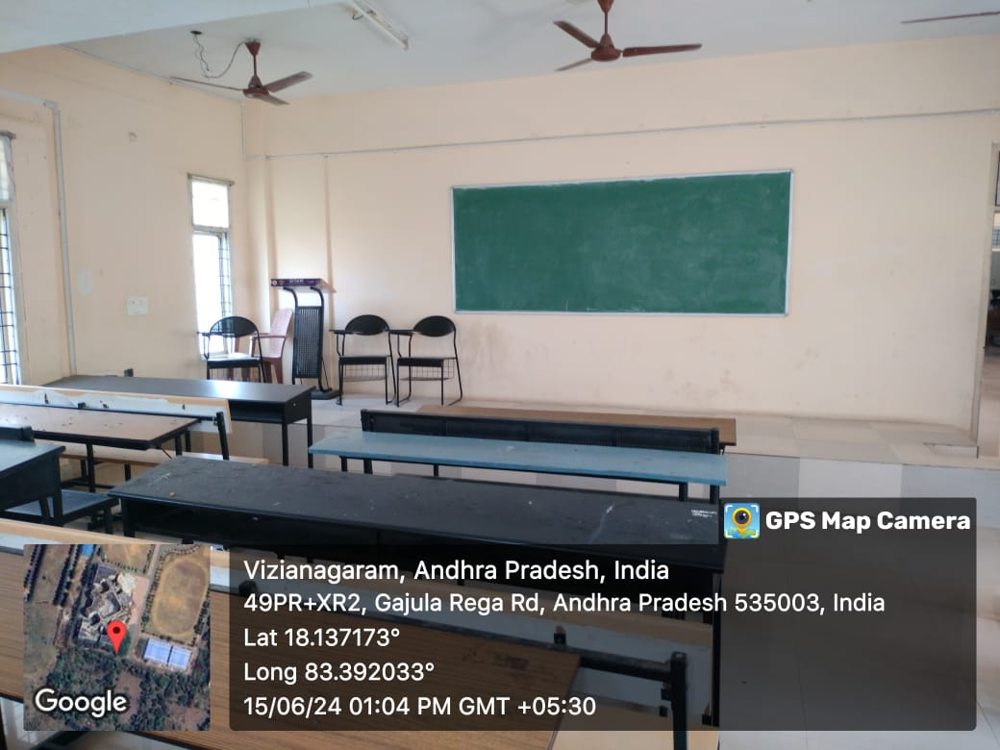 SITAM
GPS Map Camera
Vizianagaram, Andhra Pradesh, India
49PR+XR2, Gajula Rega Rd, Andhra Pradesh 535003, India
Lat 18.137173°
Long 83.392033°
15/06/24 01:04 PM GMT +05:30
Google